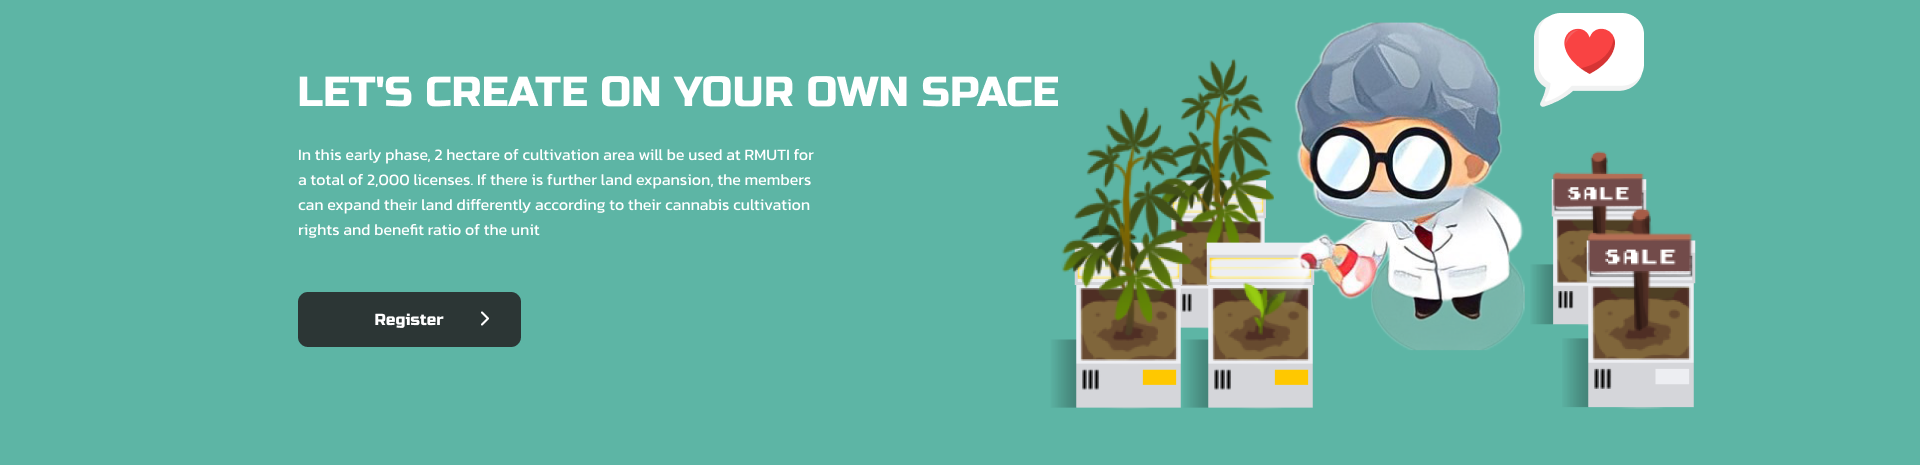 LET'S CREATE ON YOUR OWN SPACE
In this early phase, 2 hectare of cultivation area will be used at RMUTI for
a total of 2,000 licenses. If there is further land expansion, the members
can expand their land differently according to their cannabis cultivation
rights and benefit ratio of the unit
Register
SALE
SALE